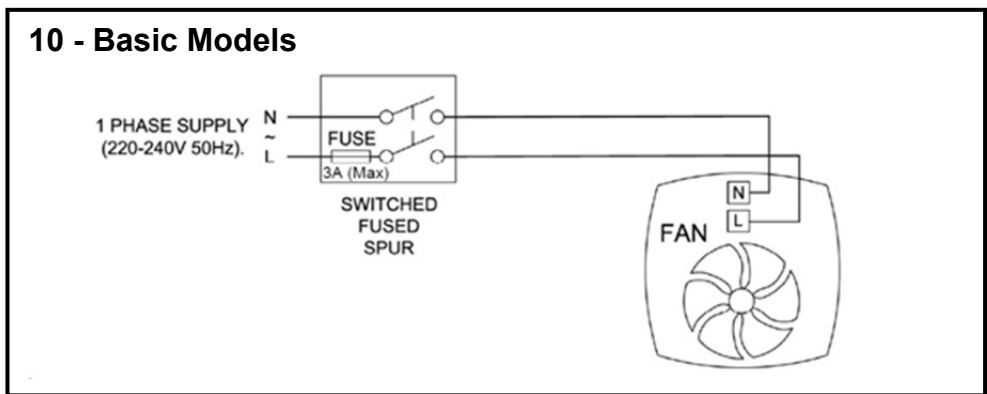 10 - Basic Models
1 PHASE SUPPLY
(220-240V 50Hz).
N
~
L
FUSE
3A (Max)
SWITCHED
FUSED
SPUR
N
L
FAN